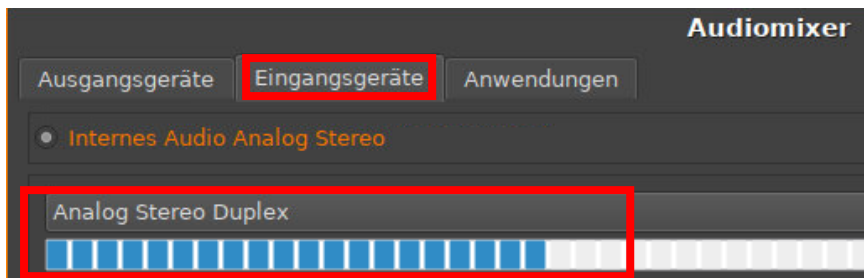 Audiomixer
Ausgangsgeräte Eingangsgeräte Anwendungen
Internes Audio Analog Stereo
Analog Stereo Duplex